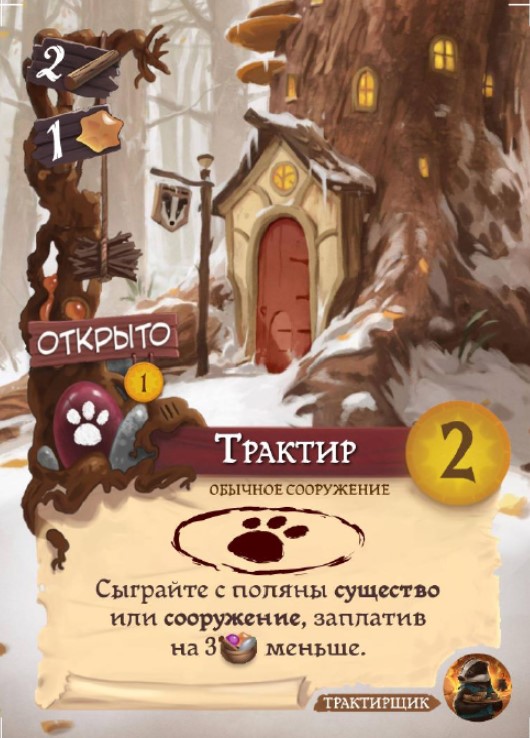 2
1
ОТКРЫТО
1
Трактир
2
ОБЫЧНОЕ СООРУЖЕНИЕ
Сыграйте с поляны существо
или сооружение, заплатив
на 3 меньше.
ТРАКТИРЩИК